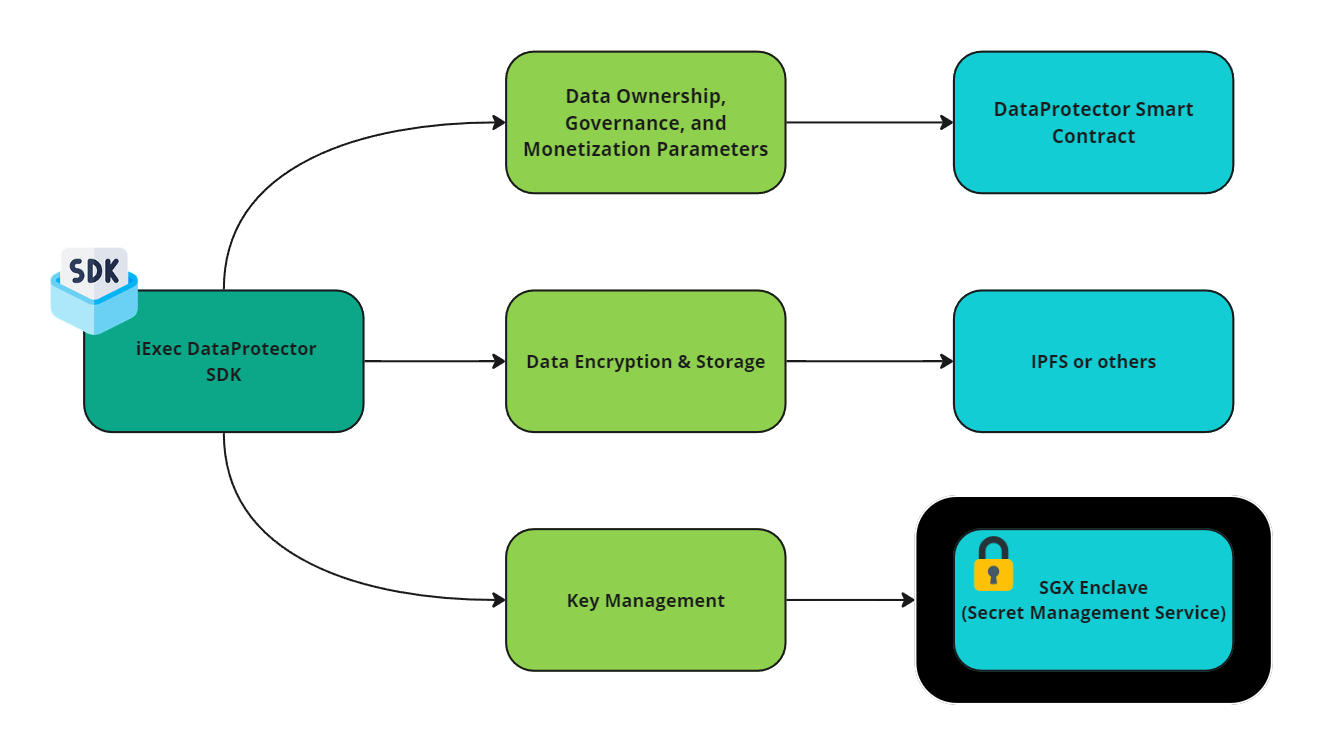 Data Ownership,
Governance, and
Monetization Parameters
DataProtector Smart
Contract
SDK
iExec DataProtector
SDK
Data Encryption & Storage
IPFS or others
Key Management
SGX Enclave
(Secret Management Service)